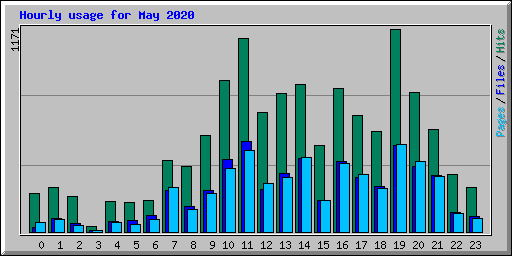 Hourly usage for May 2020
1171
Pages / Files / Hits
0 1 2 3 4 5 6 7 8 9 10 11 12 13 14 15 16 17 18 19 20 21 22 23